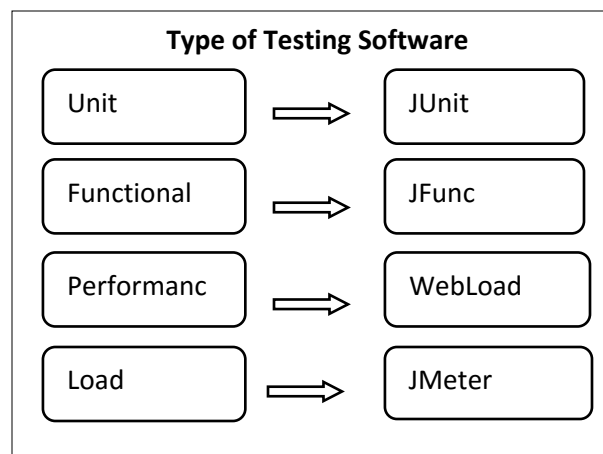 Type of Testing Software
Unit JUnit
Functional JFunc
Performanc WebLoad
Load JMeter